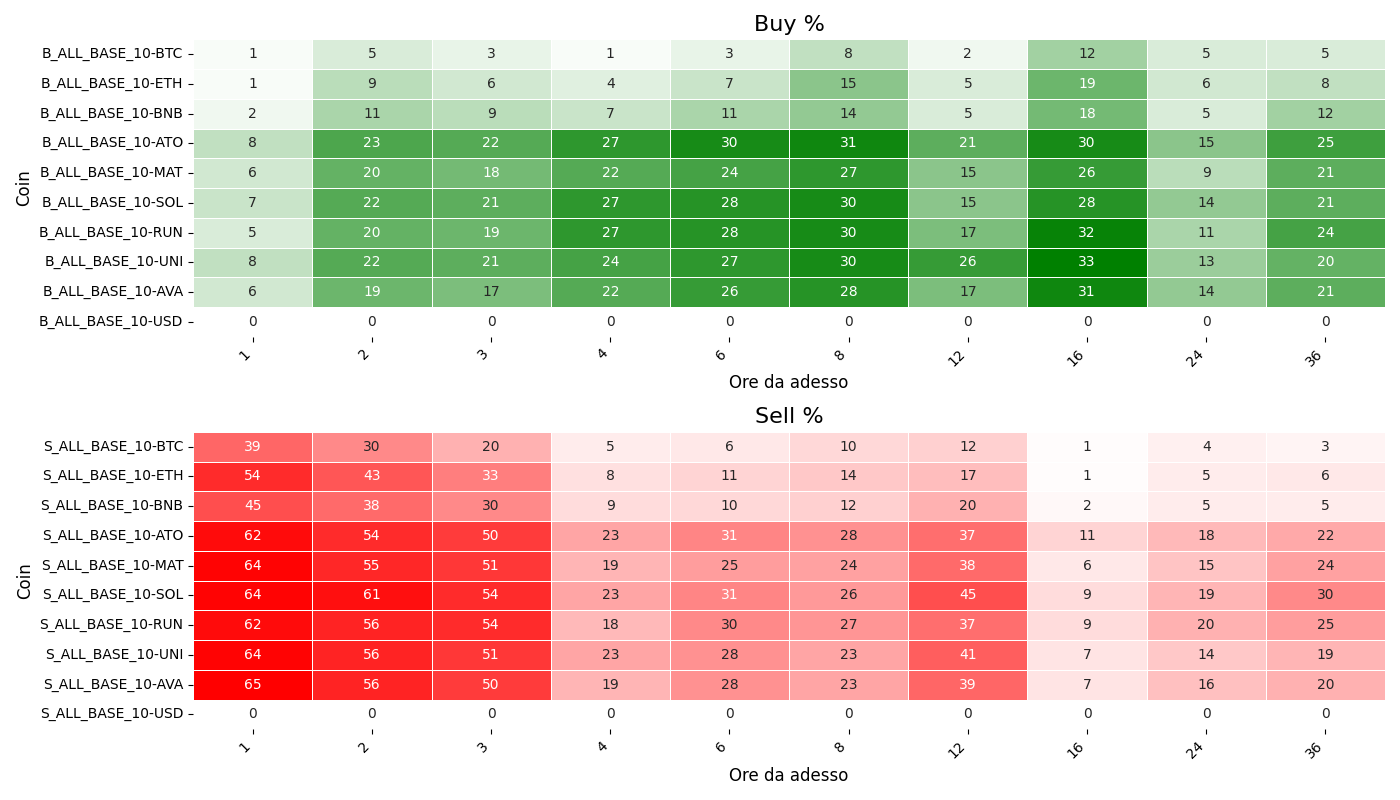 Buy %
Coin
B_ALL_BASE_10-BTC 1 5 3 1 3 8 2 12 5 5
B_ALL_BASE_10-ETH 1 9 6 4 7 15 5 19 6 8
B_ALL_BASE_10-BNB 2 11 9 7 11 14 5 18 5 12
B_ALL_BASE_10-ATO 8 23 22 27 30 31 21 30 15 25
B_ALL_BASE_10-MAT 6 20 18 22 24 27 15 26 9 21
B_ALL_BASE_10-SOL 7 22 21 27 28 30 15 28 14 21
B_ALL_BASE_10-RUN 5 20 19 27 28 30 17 32 11 24
B_ALL_BASE_10-UNI 8 22 21 24 27 30 26 33 13 20
B_ALL_BASE_10-AVA 6 19 17 22 26 28 17 31 14 21
B_ALL_BASE_10-USD 0 0 0 0 0 0 0 0 0 0
1 2 3 4 6 8 12 16 24 36
Ore da adesso
Sell %
Coin
S_ALL_BASE_10-BTC 39 30 20 5 6 10 12 1 4 3
S_ALL_BASE_10-ETH 54 43 33 8 11 14 17 1 5 6
S_ALL_BASE_10-BNB 45 38 30 9 10 12 20 2 5 5
S_ALL_BASE_10-ATO 62 54 50 23 31 28 37 11 18 22
S_ALL_BASE_10-MAT 64 55 51 19 25 24 38 6 15 24
S_ALL_BASE_10-SOL 64 61 54 23 31 26 45 9 19 30
S_ALL_BASE_10-RUN 62 56 54 18 30 27 37 9 20 25
S_ALL_BASE_10-UNI 64 56 51 23 28 23 41 7 14 19
S_ALL_BASE_10-AVA 65 56 50 19 28 23 39 7 16 20
S_ALL_BASE_10-USD 0 0 0 0 0 0 0 0 0 0
1 2 3 4 6 8 12 16 24 36
Ore da adesso